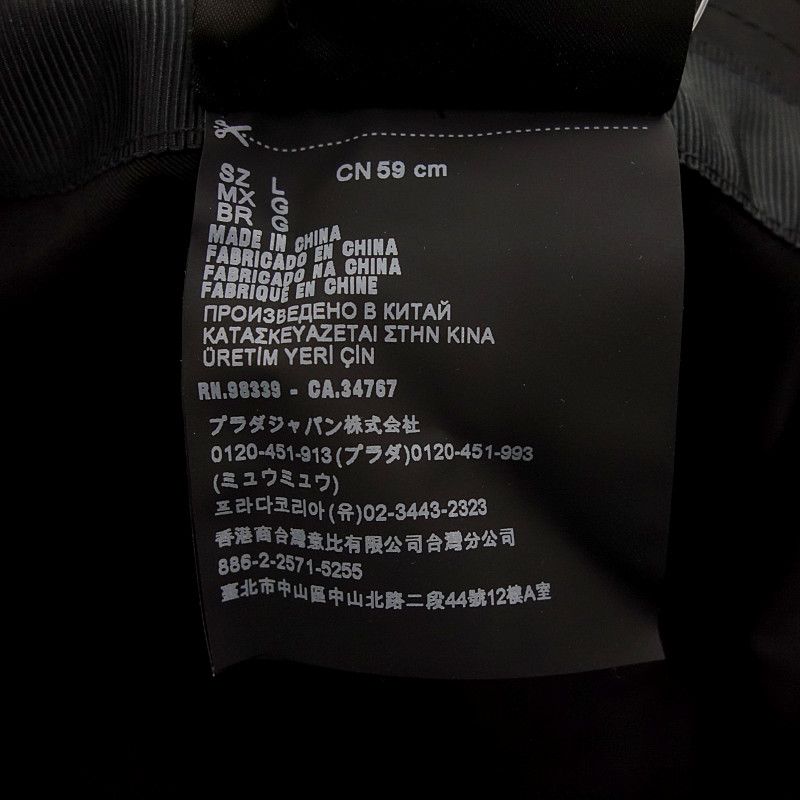 SZ L CN 59 cm
MX G
BR G
MADE IN CHINA
FABRICADO EN CHINA
FABRICADO NA CHINA
FABRIQUÉ EN CHINE
ПРОИЗВЕДЕНО В КИТАЙ
ΚΑΤΑΣΚΕΥΑΖΕΤΑΙ ΣΤΗΝ ΚΙΝΑ
ÜRETİM YERİ ÇİN
RN.98339 - CA.34767
プラダジャパン株式会社
0120-451-913(プラダ)0120-451-993
(ミュウミュウ)
프라다코리아(유)02-3443-2323
香港商台灣意比有限公司台灣分公司
886-2-2571-5255
臺北市中山區中山北路二段44號12樓A室